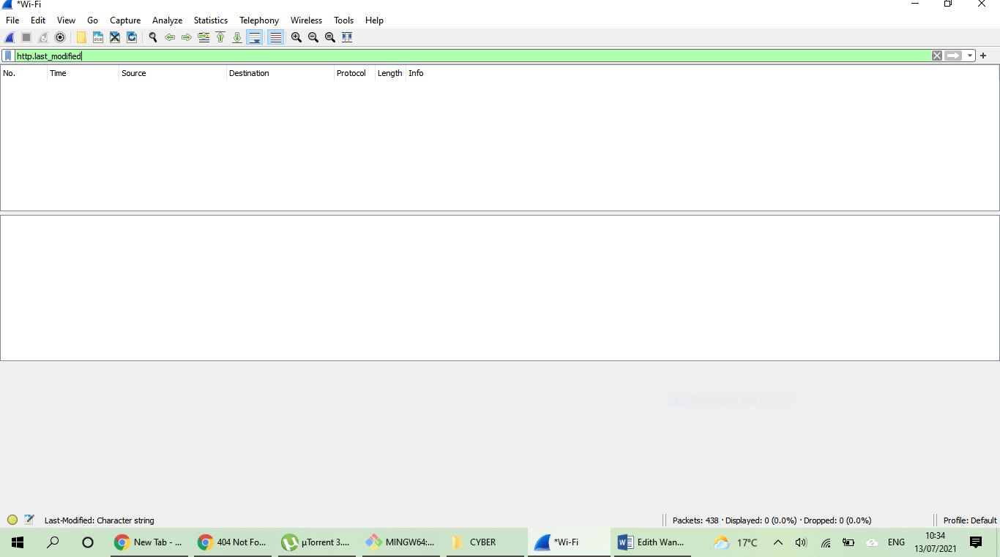 *Wi-Fi
File Edit View Go Capture Analyze Statistics Telephony Wireless Tools Help
http.last_modified
No. Time Source Destination Protocol Length Info
Rectangular Snip
Last-Modified: Character string Packets: 438 · Displayed: 0 (0.0%) · Dropped: 0 (0.0%) Profile: Default
New Tab - ... 404 Not Fo... µTorrent 3.... MINGW64:... CYBER *Wi-Fi Edith Wan... 17°C ENG 10:34
13/07/2021